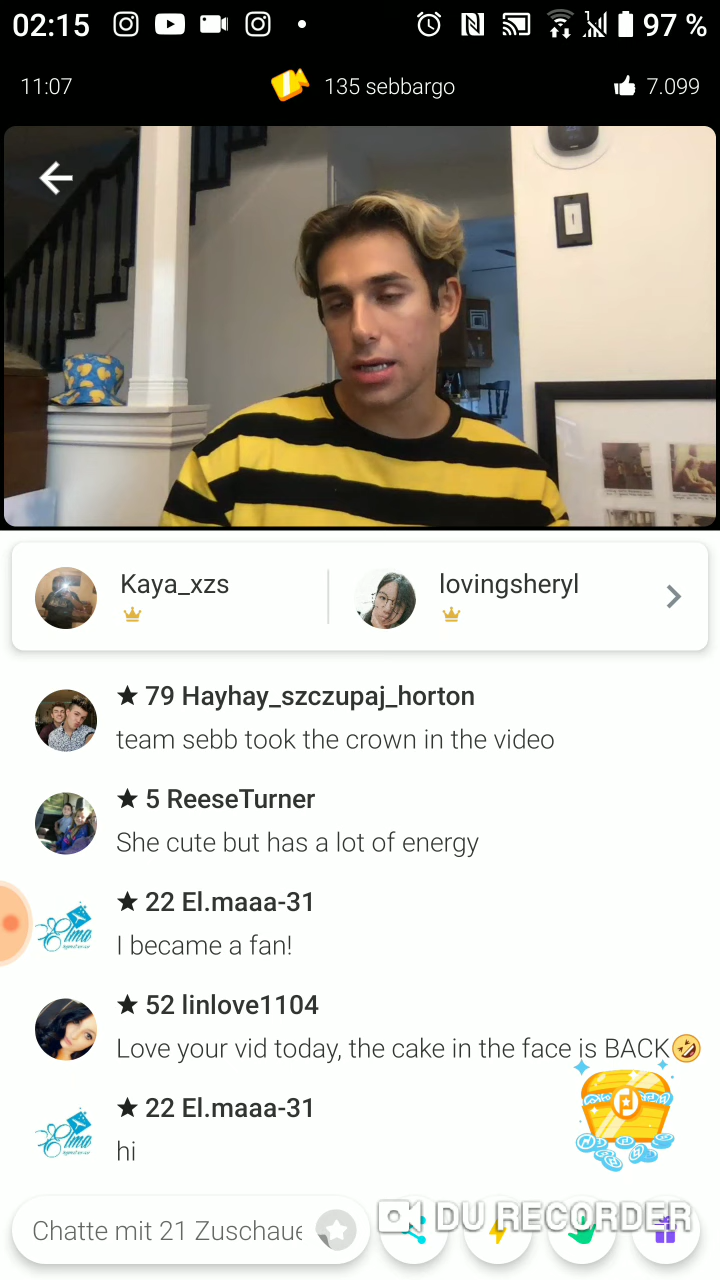 02:15
97 %
11:07
135 sebbargo
7.099
Kaya_xzs
lovingsheryl
★ 79 Hayhay_szczupaj_horton
team sebb took the crown in the video
★ 5 ReeseTurner
She cute but has a lot of energy
★ 22 El.maaa-31
I became a fan!
★ 52 linlove1104
Love your vid today, the cake in the face is BACK🤣
★ 22 El.maaa-31
hi
Chatte mit 21 Zuschaue
DU RECORDER